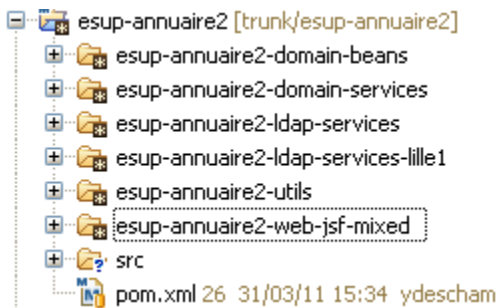 esup-annuaire2 [trunk/esup-annuaire2]
esup-annuaire2-domain-beans
esup-annuaire2-domain-services
esup-annuaire2-ldap-services
esup-annuaire2-ldap-services-lille1
esup-annuaire2-utils
esup-annuaire2-web-jsf-mixed
src
pom.xml 26 31/03/11 15:34 ydescham